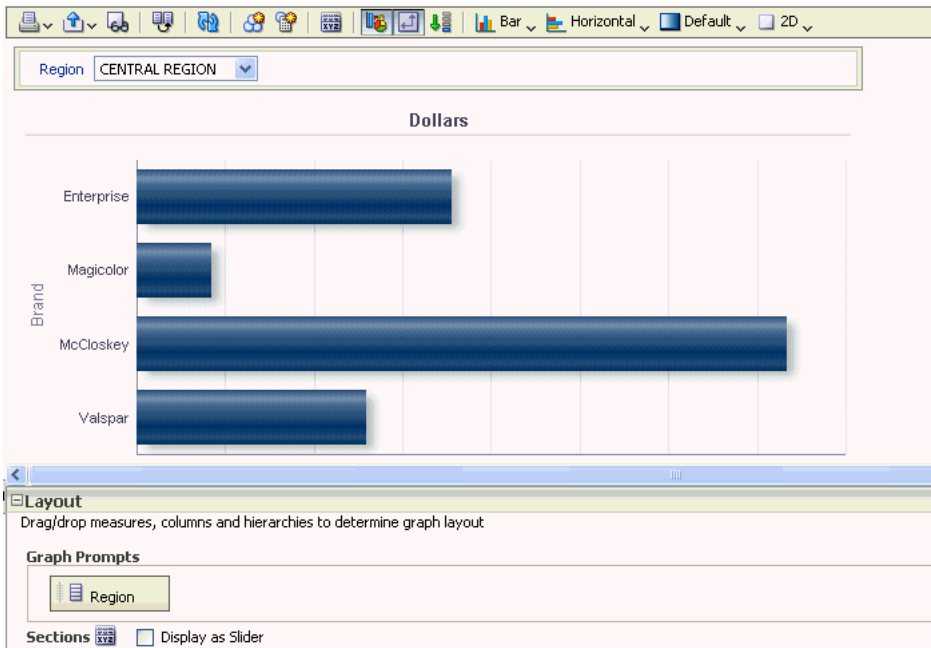 Bar Horizontal Default 2D
Region CENTRAL REGION
Dollars
Enterprise
Magicolor
Brand
McCloskey
Valspar
Layout
Drag/drop measures, columns and hierarchies to determine graph layout
Graph Prompts
Region
Sections Display as Slider